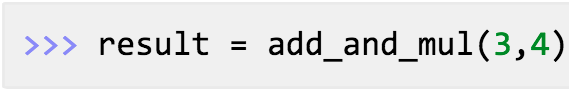 >>> result = add_and_mul(3,4)